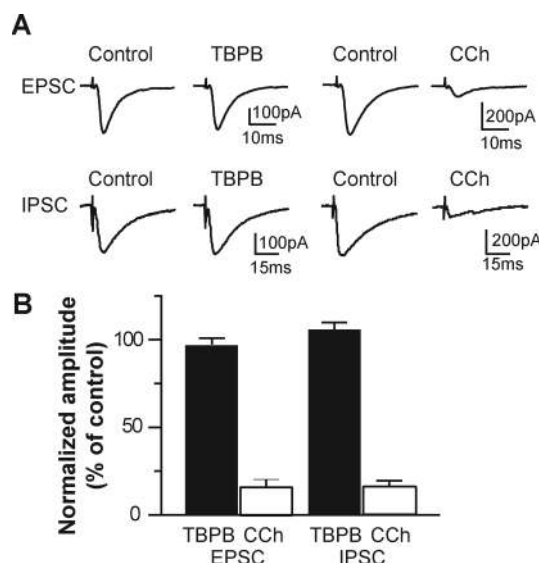 A
Control TBPB Control CCh
EPSC
100pA 200pA
10ms 10ms
Control TBPB Control CCh
IPSC
100pA 200pA
15ms 15ms
B
Normalized amplitude
(% of control)
100
50
0
TBPB CCh TBPB CCh
EPSC IPSC